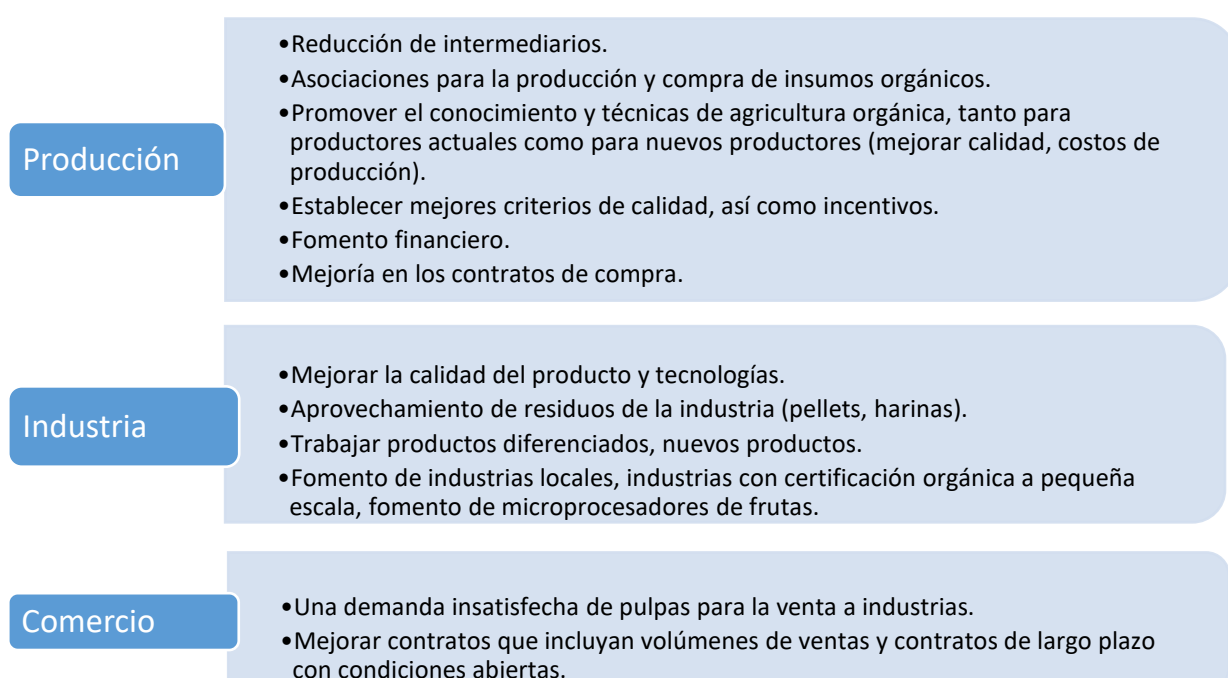 Producción
•Reducción de intermediarios.
•Asociaciones para la producción y compra de insumos orgánicos.
•Promover el conocimiento y técnicas de agricultura orgánica, tanto para
productores actuales como para nuevos productores (mejorar calidad, costos de
producción).
•Establecer mejores criterios de calidad, así como incentivos.
•Fomento financiero.
•Mejoría en los contratos de compra.
Industria
•Mejorar la calidad del producto y tecnologías.
•Aprovechamiento de residuos de la industria (pellets, harinas).
•Trabajar productos diferenciados, nuevos productos.
•Fomento de industrias locales, industrias con certificación orgánica a pequeña
escala, fomento de microprocesadores de frutas.
Comercio
•Una demanda insatisfecha de pulpas para la venta a industrias.
•Mejorar contratos que incluyan volúmenes de ventas y contratos de largo plazo
con condiciones abiertas.